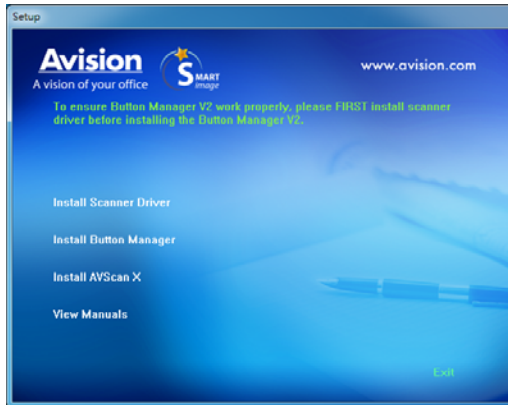 Setup
Avision
A vision of your office
SMART
Image
www.avision.com
To ensure Button Manager V2 work properly, please FIRST install scanner
driver before installing the Button Manager V2.
Install Scanner Driver
Install Button Manager
Install AVScan X
View Manuals
Exit